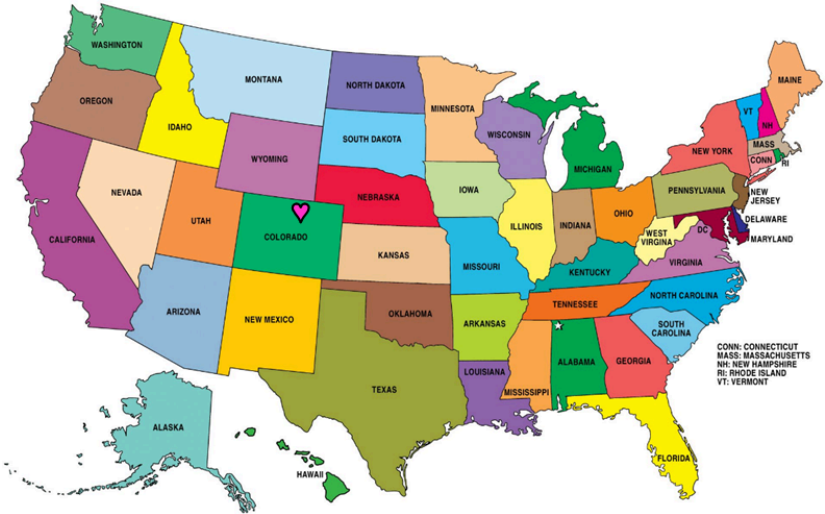 WASHINGTON
OREGON
IDAHO
MONTANA
NORTH DAKOTA
MINNESOTA
WISCONSIN
MICHIGAN
MAINE
VT
NH
NEW YORK
MASS
CONN
RI
SOUTH DAKOTA
WYOMING
NEVADA
UTAH
COLORADO
NEBRASKA
IOWA
ILLINOIS
INDIANA
OHIO
PENNSYLVANIA
NEW
JERSEY
DELAWARE
MARYLAND
DC
WEST
VIRGINA
VIRGINIA
CALIFORNIA
KANSAS
MISSOURI
KENTUCKY
NORTH CAROLINA
TENNESSEE
SOUTH
CAROLINA
ARIZONA
NEW MEXICO
OKLAHOMA
ARKANSAS
MISSISSIPPI
ALABAMA
GEORGIA
TEXAS
LOUISIANA
FLORIDA
ALASKA
HAWAII
CONN: CONNECTICUT
MASS: MASSACHUSETTS
NH: NEW HAMPSHIRE
RI: RHODE ISLAND
VT: VERMONT